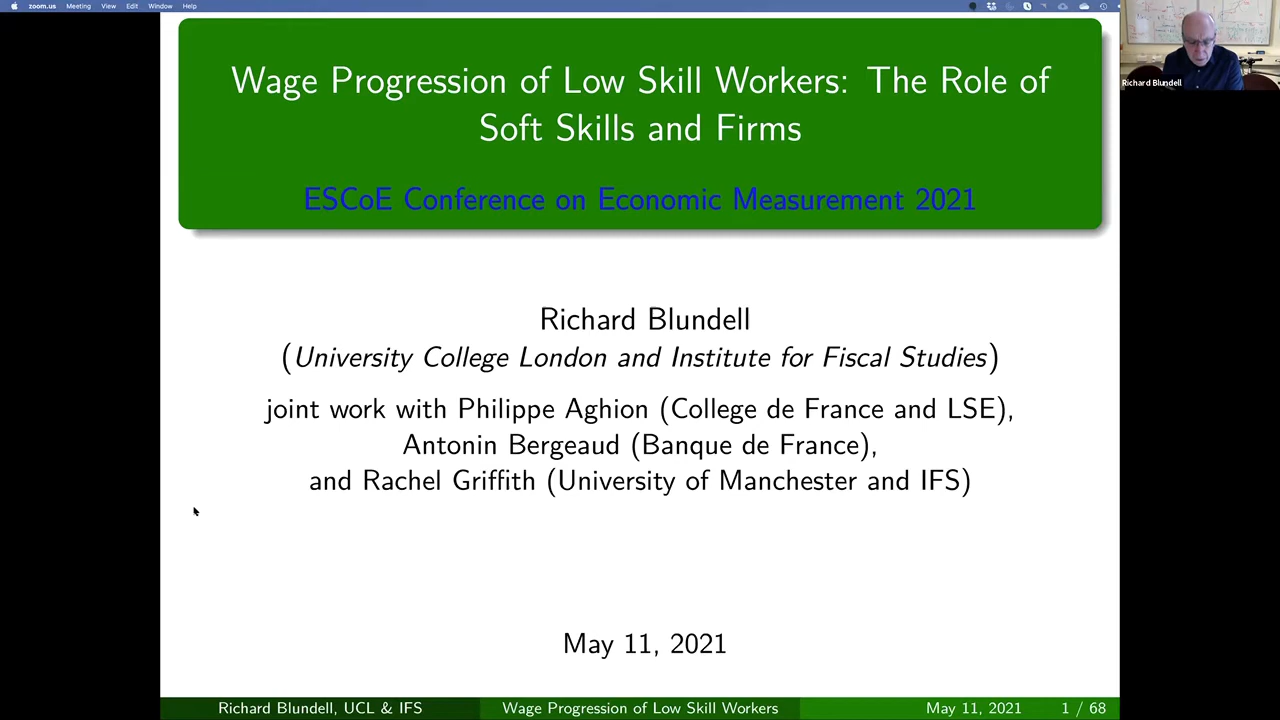 zoom.us Meeting View Edit Window Help
Richard Blundell
Wage Progression of Low Skill Workers: The Role of
Soft Skills and Firms
ESCoE Conference on Economic Measurement 2021
Richard Blundell
(University College London and Institute for Fiscal Studies)
joint work with Philippe Aghion (College de France and LSE),
Antonin Bergeaud (Banque de France),
and Rachel Griffith (University of Manchester and IFS)
May 11, 2021
Richard Blundell, UCL & IFS Wage Progression of Low Skill Workers May 11, 2021 1 / 68